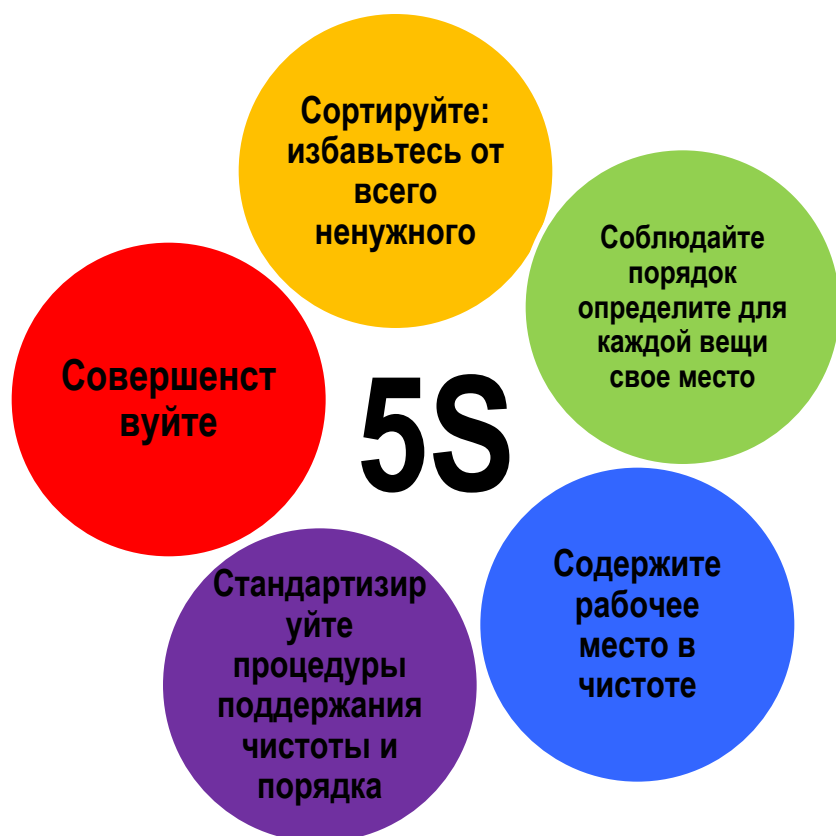 Сортируйте:
избавьтесь от
всего
ненужного
Соблюдайте
порядок
определите для
каждой вещи
свое место
Содержите
рабочее
место в
чистоте
Стандартизир
уйте
процедуры
поддержания
чистоты и
порядка
Совершенст
вуйте
5S